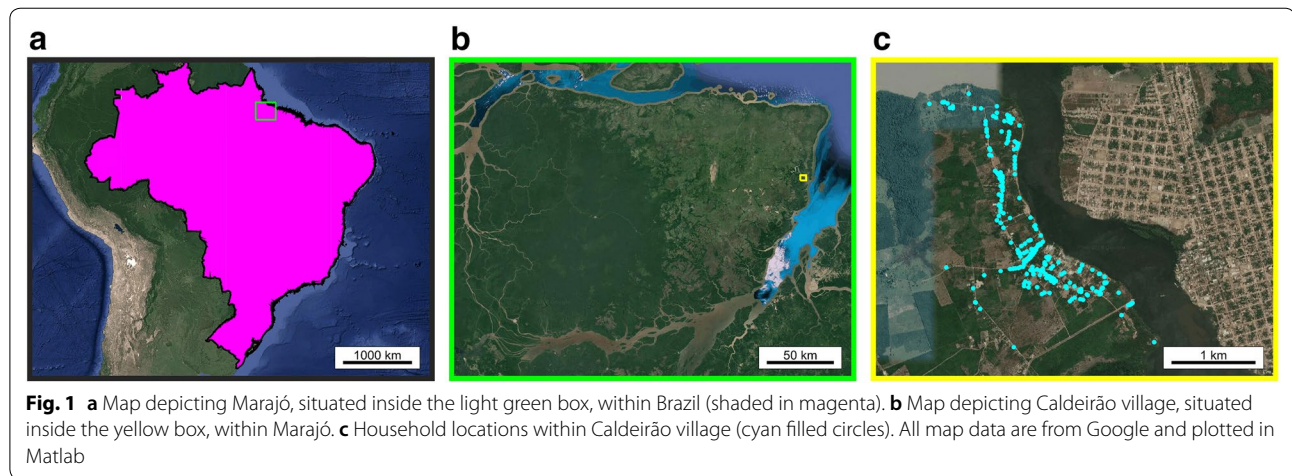 a
b
c
1000 km
50 km
1 km
Fig. 1 a Map depicting Marajó, situated inside the light green box, within Brazil (shaded in magenta). b Map depicting Caldeirão village, situated
inside the yellow box, within Marajó. c Household locations within Caldeirão village (cyan filled circles). All map data are from Google and plotted in
Matlab